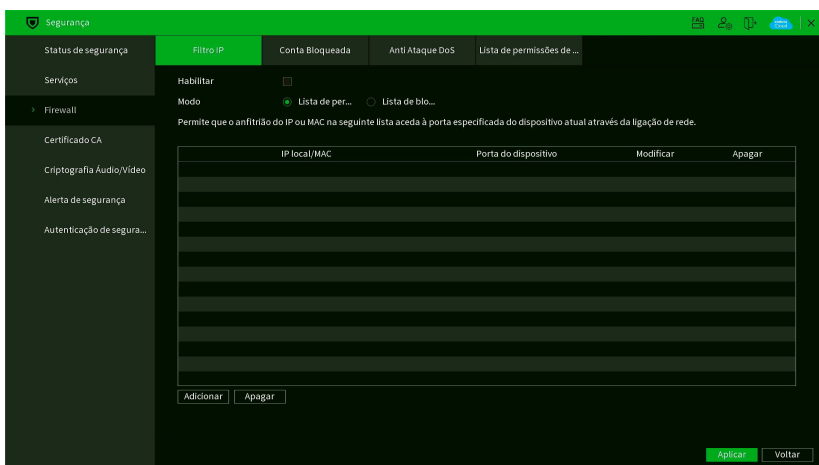 Segurança
FAQ
Cloud
Status de segurança
Serviços
Firewall
Certificado CA
Criptografia Áudio/Vídeo
Alerta de segurança
Autenticação de segura...
Filtro IP
Conta Bloqueada
Anti Ataque DoS
Lista de permissões de ...
Habilitar
Modo
Lista de per...
Lista de blo...
Permite que o anfitrião do IP ou MAC na seguinte lista aceda à porta especificada do dispositivo atual através da ligação de rede.
IP local/MAC
Porta do dispositivo
Modificar
Apagar
Adicionar
Apagar
Aplicar
Voltar